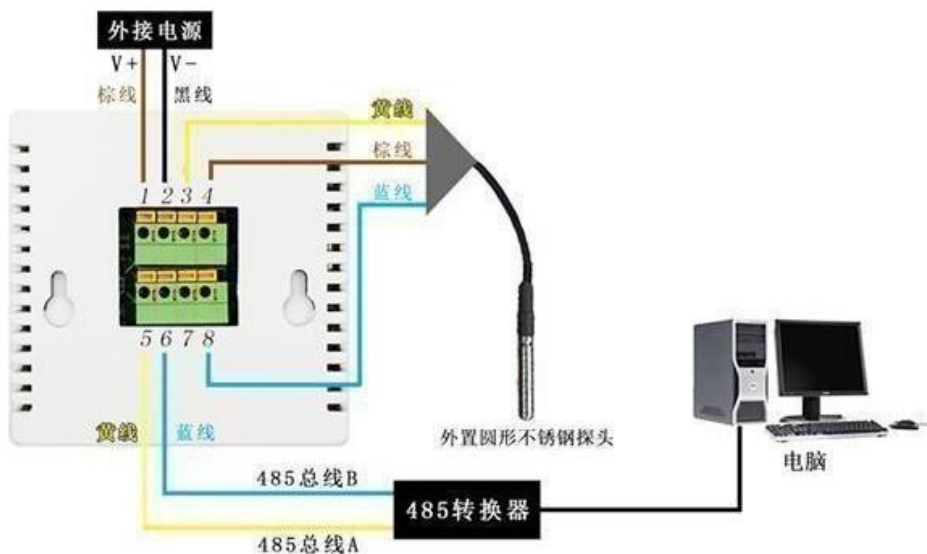 外接电源
V+ V-
棕线 黑线
黄线
棕线
蓝线
1 2 3 4
5 6 7 8
黄线 蓝线
外置圆形不锈钢探头
电脑
485总线B
485转换器
485总线A